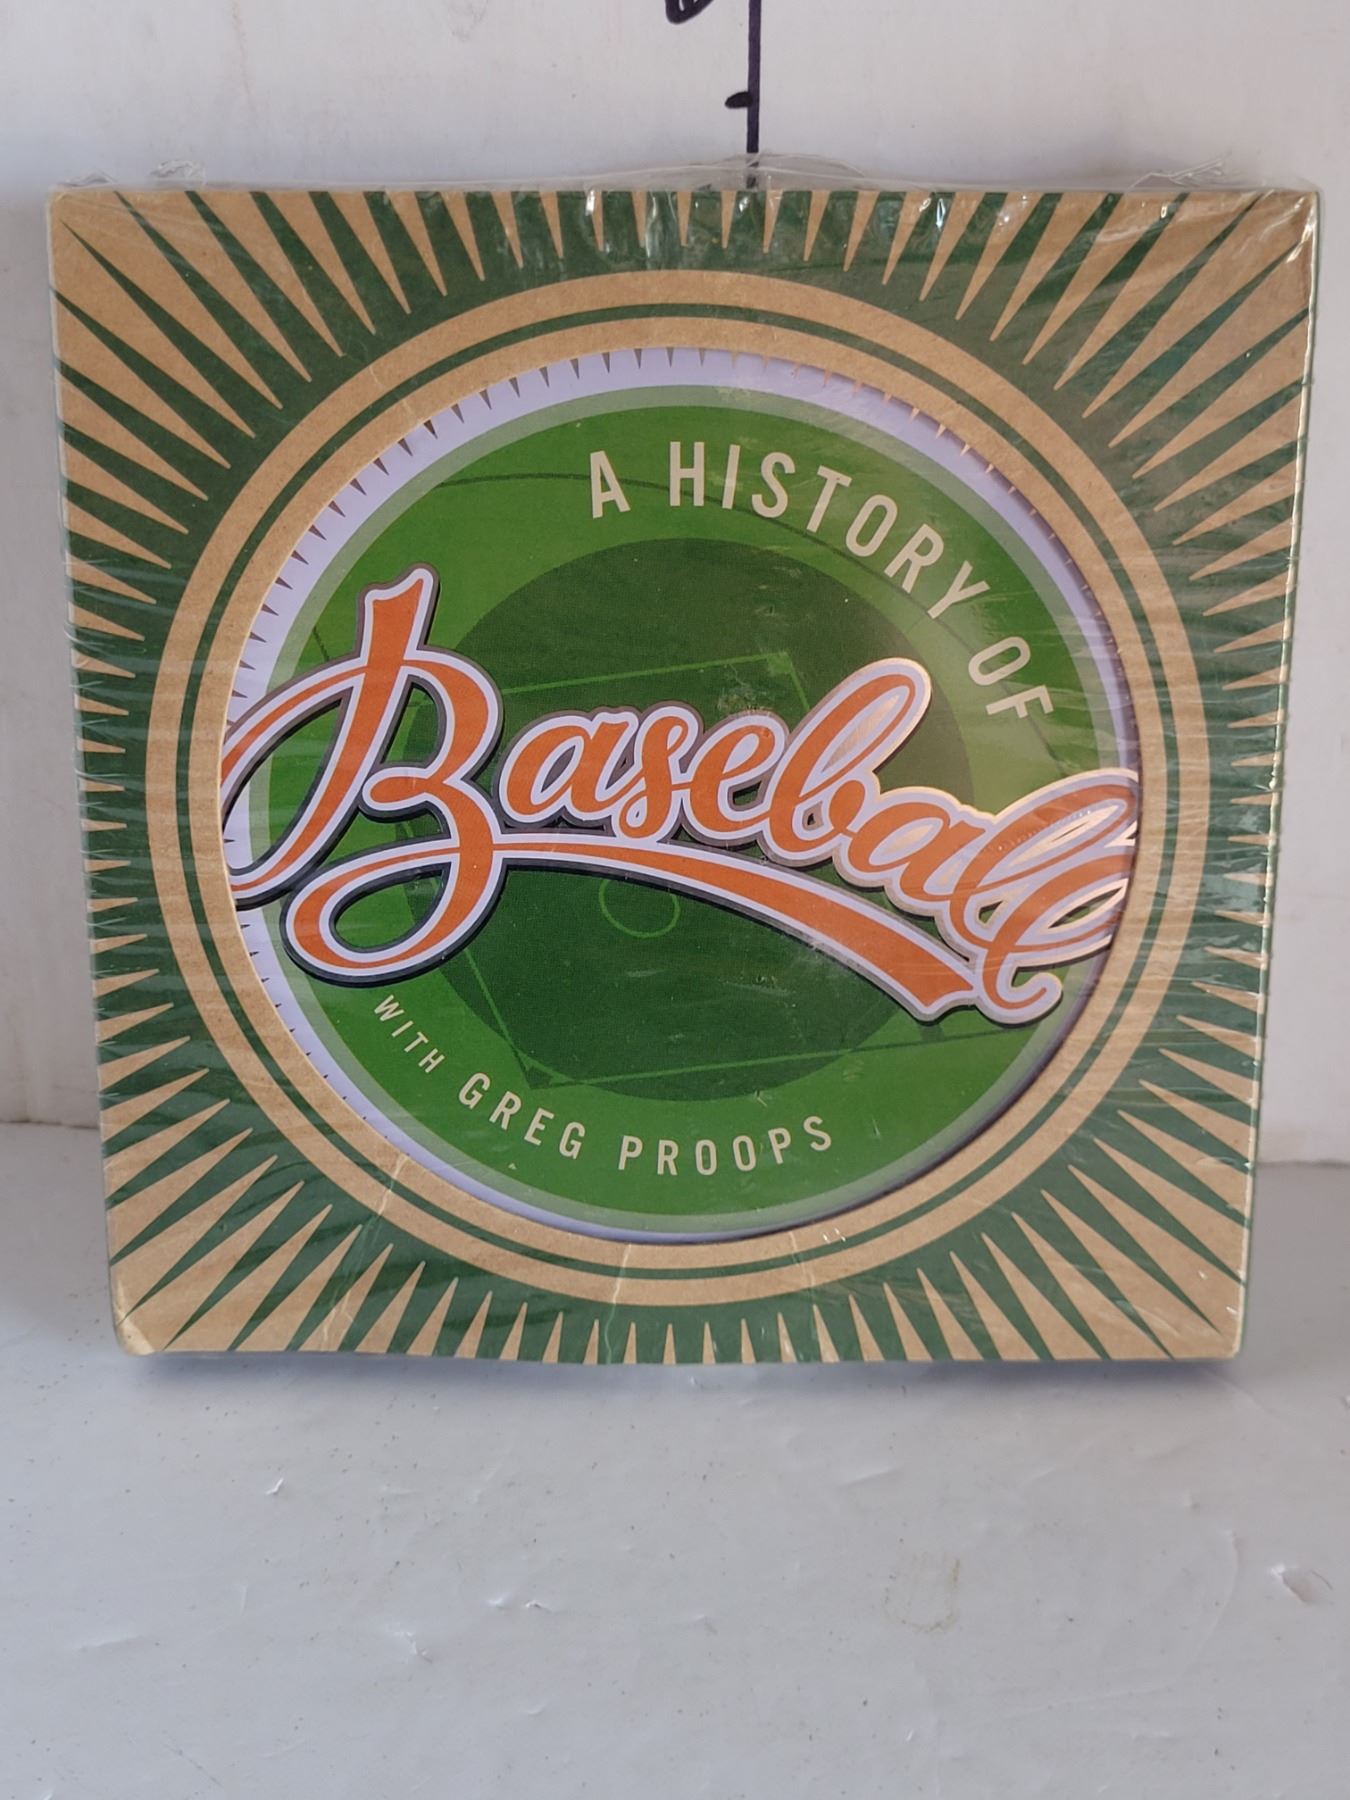 A HISTORY OF
Baseball
WITH GREG PROOPS